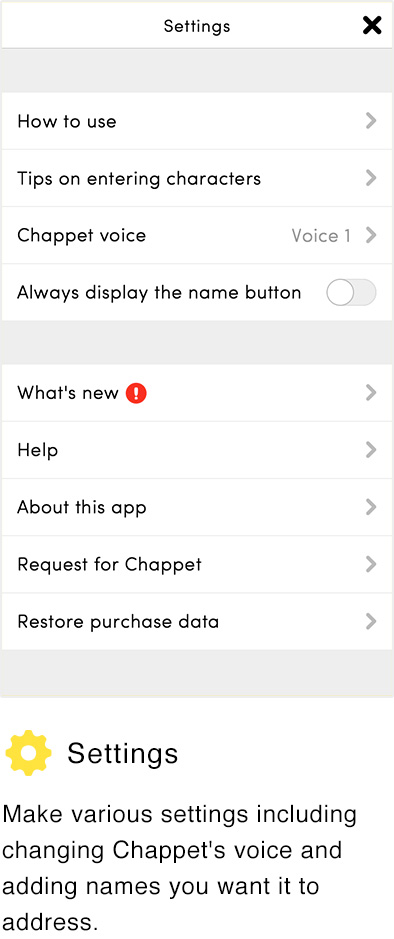 Settings
How to use
Tips on entering characters
Chappet voice Voice 1
Always display the name button
What's new
Help
About this app
Request for Chappet
Restore purchase data
Settings
Make various settings including
changing Chappet's voice and
adding names you want it to
address.